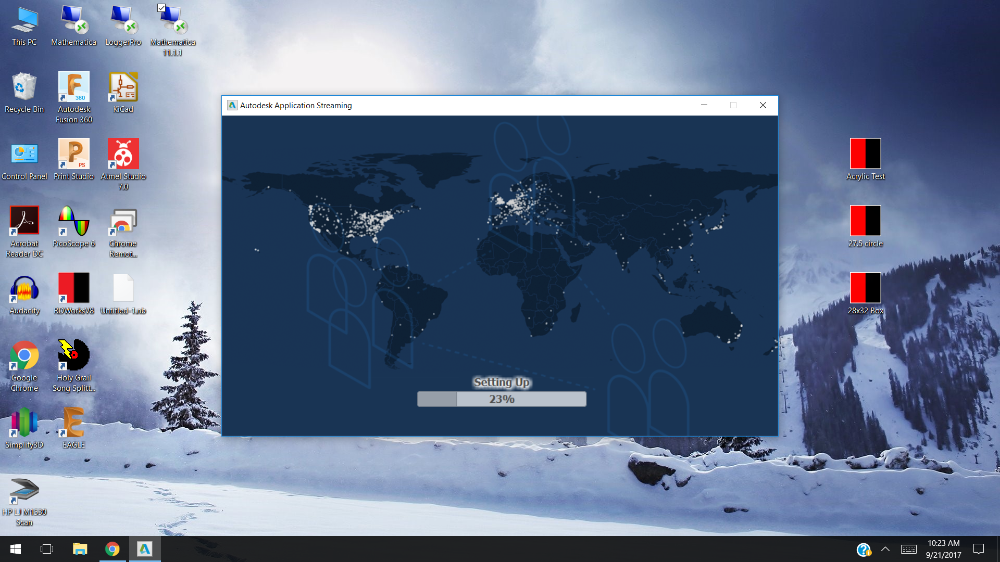 This PC
Mathematica
LoggerPro
Mathematica
11.1.1
Recycle Bin
Autodesk
Fusion 360
360
KiCad
Control Panel
Print Studio
PS
Atmel Studio
7.0
Acrobat
Reader DC
PicoScope 6
Chrome
Remot...
Audacity
RDWorksV8
Untitled-1.nb
Google
Chrome
Holy Grail
Song Splitt...
Simplify3D
EAGLE
HP LJ M1530
Scan
Autodesk Application Streaming
Setting Up
23%
Acrylic Test
27.5 circle
28x32 Box
10:23 AM
9/21/2017